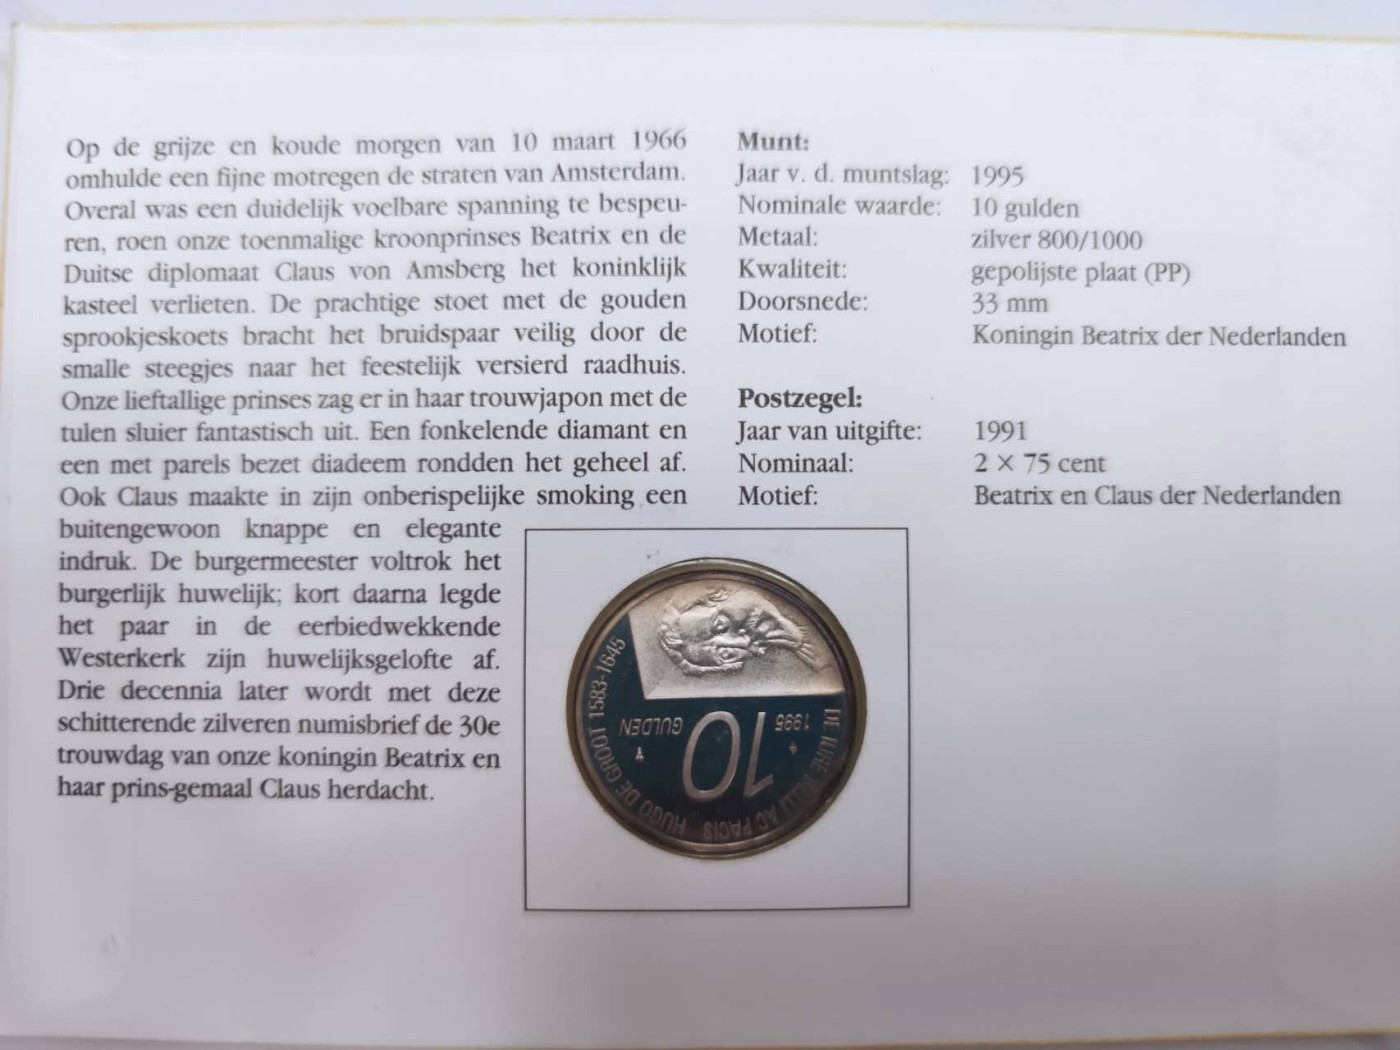 Op de grijze en koude morgen van 10 maart 1966
omhulde een fijne motregen de straten van Amsterdam.
Overal was een duidelijk voelbare spanning te bespeu-
ren, roen onze toenmalige kroonprinses Beatrix en de
Duitse diplomaat Claus von Amsberg het koninklijk
kasteel verlieten. De prachtige stoet met de gouden
sprookjeskoets bracht het bruidspaar veilig door de
smalle steegjes naar het feestelijk versierd raadhuis.
Onze lieftallige prinses zag er in haar trouwjapon met de
tulen sluier fantastisch uit. Een fonkelende diamant en
een met parels bezet diadeem rondden het geheel af.
Ook Claus maakte in zijn onberispelijke smoking een
buitengewoon knappe en elegante
indruk. De burgermeester voltrok het
burgerlijk huwelijk; kort daarna legde
het paar in de eerbiedwekkende
Westerkerk zijn huwelijksgelofte af.
Drie decennia later wordt met deze
schitterende zilveren numisbrief de 30e
trouwdag van onze koningin Beatrix en
haar prins-gemaal Claus herdacht.
Munt:
Jaar v. d. muntslag: 1995
Nominale waarde: 10 gulden
Metaal: zilver 800/1000
Kwaliteit: gepolijste plaat (PP)
Doorsnede: 33 mm
Motief: Koningin Beatrix der Nederlanden
Postzegel:
Jaar van uitgifte: 1991
Nominaal: 2 × 75 cent
Motief: Beatrix en Claus der Nederlanden
HUGO DE GROOT 1583-1645
DE IURE BELLI AC PACIS
10
1995 GULDEN